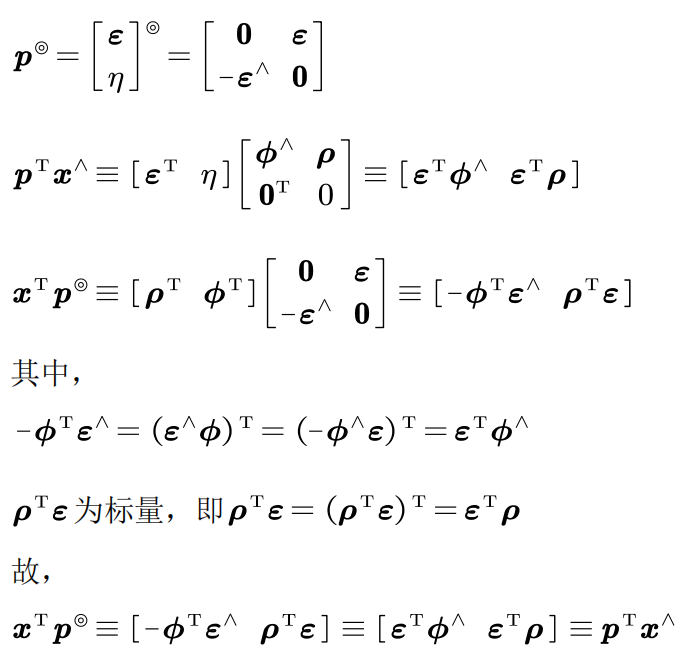 $\boldsymbol{p}^{\circledcirc} = \begin{bmatrix} \boldsymbol{\varepsilon} \\ \eta \end{bmatrix}^{\circledcirc} = \begin{bmatrix} \mathbf{0} & \boldsymbol{\varepsilon} \\ -\boldsymbol{\varepsilon}^{\wedge} & \mathbf{0} \end{bmatrix}$
$\boldsymbol{p}^{\mathrm{T}} \boldsymbol{x}^{\wedge} \equiv [\boldsymbol{\varepsilon}^{\mathrm{T}} \quad \eta] \begin{bmatrix} \boldsymbol{\phi}^{\wedge} & \boldsymbol{\rho} \\ \mathbf{0}^{\mathrm{T}} & 0 \end{bmatrix} \equiv [\boldsymbol{\varepsilon}^{\mathrm{T}} \boldsymbol{\phi}^{\wedge} \quad \boldsymbol{\varepsilon}^{\mathrm{T}} \boldsymbol{\rho}]$
$\boldsymbol{x}^{\mathrm{T}} \boldsymbol{p}^{\circledcirc} \equiv [\boldsymbol{\rho}^{\mathrm{T}} \quad \boldsymbol{\phi}^{\mathrm{T}}] \begin{bmatrix} \mathbf{0} & \boldsymbol{\varepsilon} \\ -\boldsymbol{\varepsilon}^{\wedge} & \mathbf{0} \end{bmatrix} \equiv [-\boldsymbol{\phi}^{\mathrm{T}} \boldsymbol{\varepsilon}^{\wedge} \quad \boldsymbol{\rho}^{\mathrm{T}} \boldsymbol{\varepsilon}]$
其中，
$-\boldsymbol{\phi}^{\mathrm{T}} \boldsymbol{\varepsilon}^{\wedge} = (\boldsymbol{\varepsilon}^{\wedge} \boldsymbol{\phi})^{\mathrm{T}} = (-\boldsymbol{\phi}^{\wedge} \boldsymbol{\varepsilon})^{\mathrm{T}} = \boldsymbol{\varepsilon}^{\mathrm{T}} \boldsymbol{\phi}^{\wedge}$
$\boldsymbol{\rho}^{\mathrm{T}} \boldsymbol{\varepsilon}$ 为标量，即 $\boldsymbol{\rho}^{\mathrm{T}} \boldsymbol{\varepsilon} = (\boldsymbol{\rho}^{\mathrm{T}} \boldsymbol{\varepsilon})^{\mathrm{T}} = \boldsymbol{\varepsilon}^{\mathrm{T}} \boldsymbol{\rho}$
故，
$\boldsymbol{x}^{\mathrm{T}} \boldsymbol{p}^{\circledcirc} \equiv [-\boldsymbol{\phi}^{\mathrm{T}} \boldsymbol{\varepsilon}^{\wedge} \quad \boldsymbol{\rho}^{\mathrm{T}} \boldsymbol{\varepsilon}] \equiv [\boldsymbol{\varepsilon}^{\mathrm{T}} \boldsymbol{\phi}^{\wedge} \quad \boldsymbol{\varepsilon}^{\mathrm{T}} \boldsymbol{\rho}] \equiv \boldsymbol{p}^{\mathrm{T}} \boldsymbol{x}^{\wedge}$